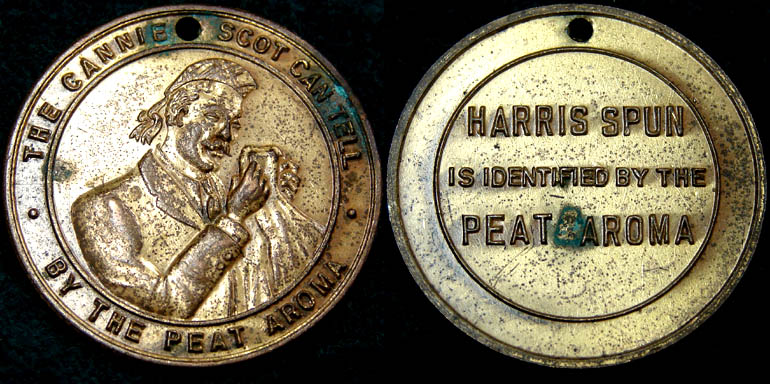 THE CANNIE SCOT CAN TELL
BY THE PEAT AROMA
HARRIS SPUN
IS IDENTIFIED BY THE
PEAT AROMA